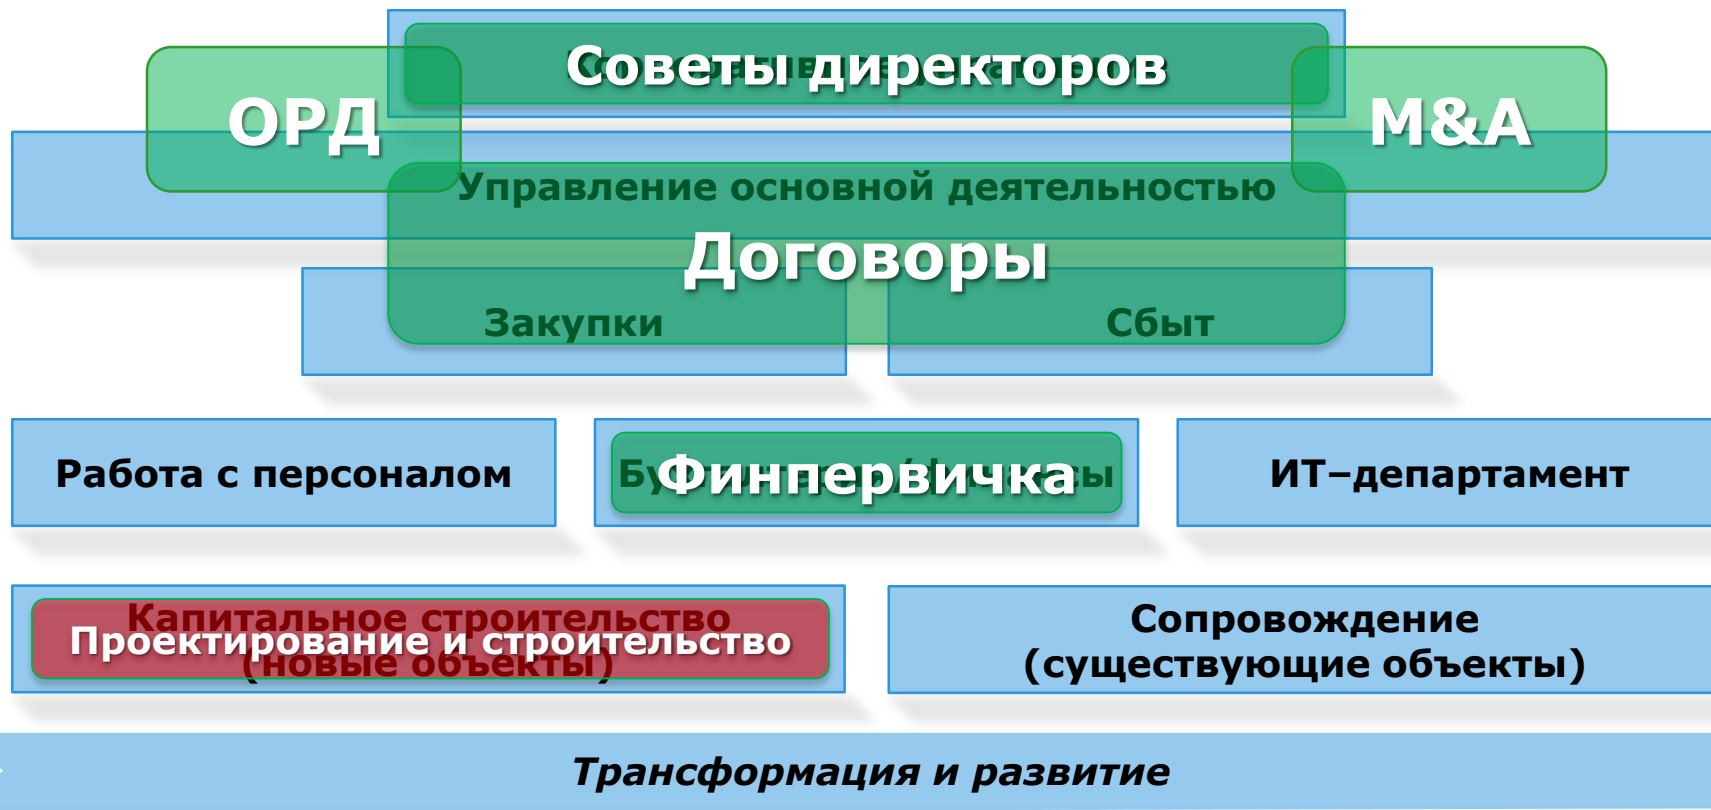 Советы директоров
ОРД
M&A
Управление основной деятельностью
Договоры
Закупки
Сбыт
Работа с персоналом
Финпервичка
ИТ–департамент
Капитальное строительство
Проектирование и строительство
(новые объекты)
Сопровождение
(существующие объекты)
Трансформация и развитие